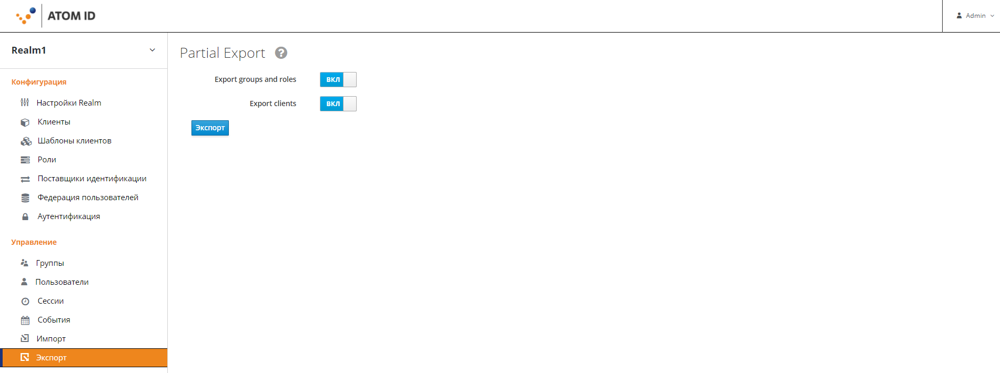 ATOM ID
Admin
Realm1
Конфигурация
Настройки Realm
Клиенты
Шаблоны клиентов
Роли
Поставщики идентификации
Федерация пользователей
Аутентификация
Управление
Группы
Пользователи
Сессии
События
Импорт
Экспорт
Partial Export ?
Export groups and roles ВКЛ
Export clients ВКЛ
Экспорт